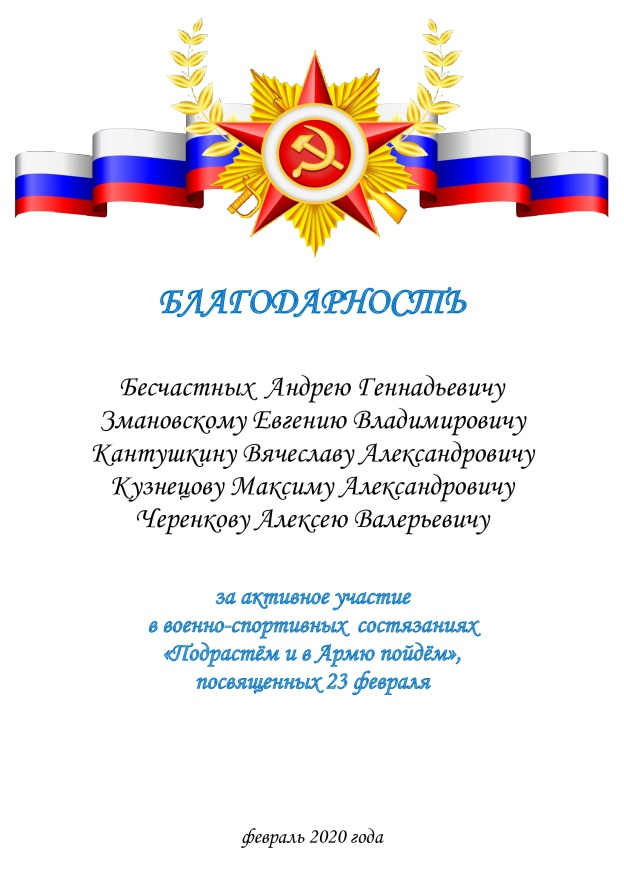 БЛАГОДАРНОСТЬ
Бесчастных Андрею Геннадьевичу
Змановскому Евгению Владимировичу
Кантушкину Вячеславу Александровичу
Кузнецову Максиму Александровичу
Черенкову Алексею Валерьевичу
за активное участие
в военно-спортивных состязаниях
«Подрастём и в Армю пойдём»,
посвященных 23 февраля
февраль 2020 года